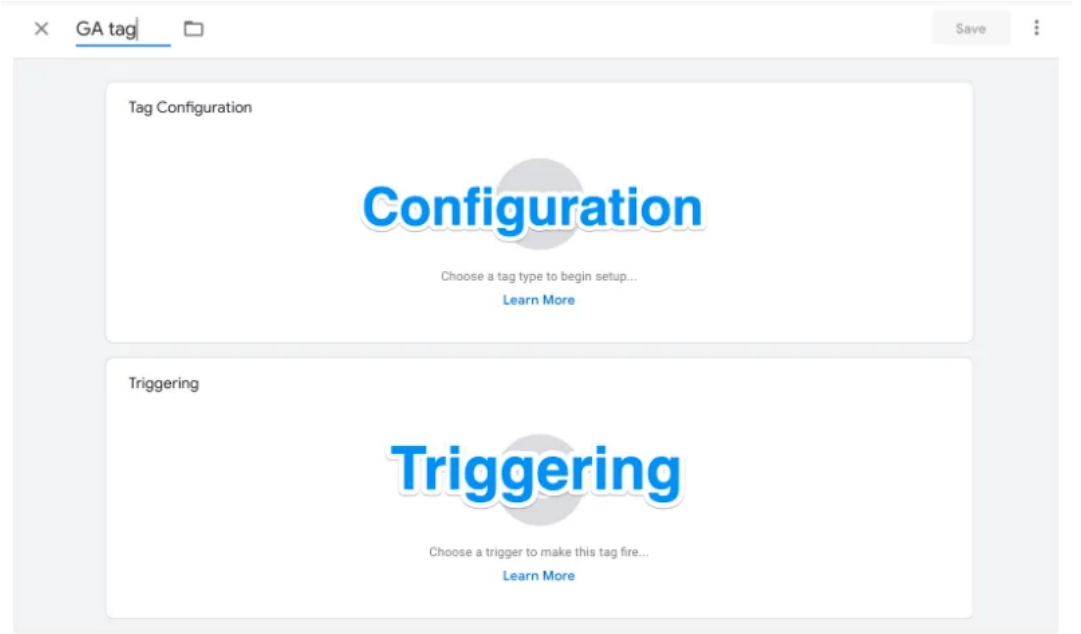 GA tag
Save
Tag Configuration
Configuration
Choose a tag type to begin setup...
Learn More
Triggering
Triggering
Choose a trigger to make this tag fire...
Learn More